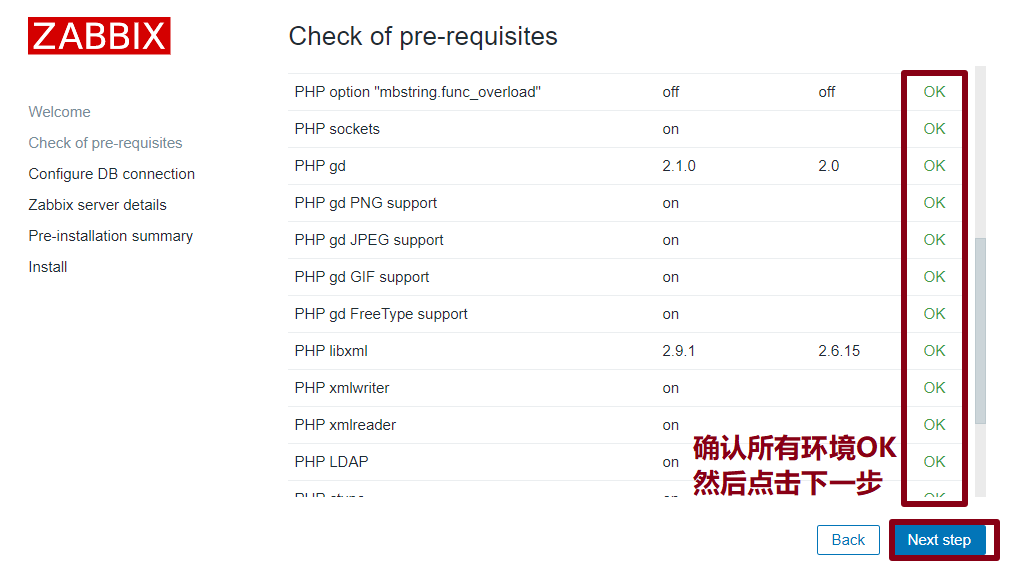 ZABBIX
Check of pre-requisites
Welcome
Check of pre-requisites
Configure DB connection
Zabbix server details
Pre-installation summary
Install
PHP option "mbstring.func_overload" off off OK
PHP sockets on OK
PHP gd 2.1.0 2.0 OK
PHP gd PNG support on OK
PHP gd JPEG support on OK
PHP gd GIF support on OK
PHP gd FreeType support on OK
PHP libxml 2.9.1 2.6.15 OK
PHP xmlwriter on OK
PHP xmlreader on OK
PHP LDAP on OK
确认所有环境OK
然后点击下一步
Back Next step